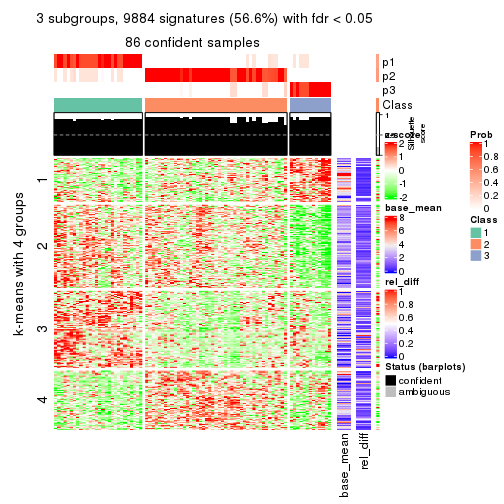 3 subgroups, 9884 signatures (56.6%) with fdr < 0.05
86 confident samples
p1
p2
p3
Class
1
Silhouette
score
z-score
2
1
0
-1
-2
Prob
1
0.8
0.6
0.4
0.2
0
base_mean
8
6
4
2
0
Class
1
2
3
rel_diff
1
0.8
0.6
0.4
0.2
0
Status (barplots)
confident
ambiguous
k-means with 4 groups
1
2
3
4
base_mean
rel_diff